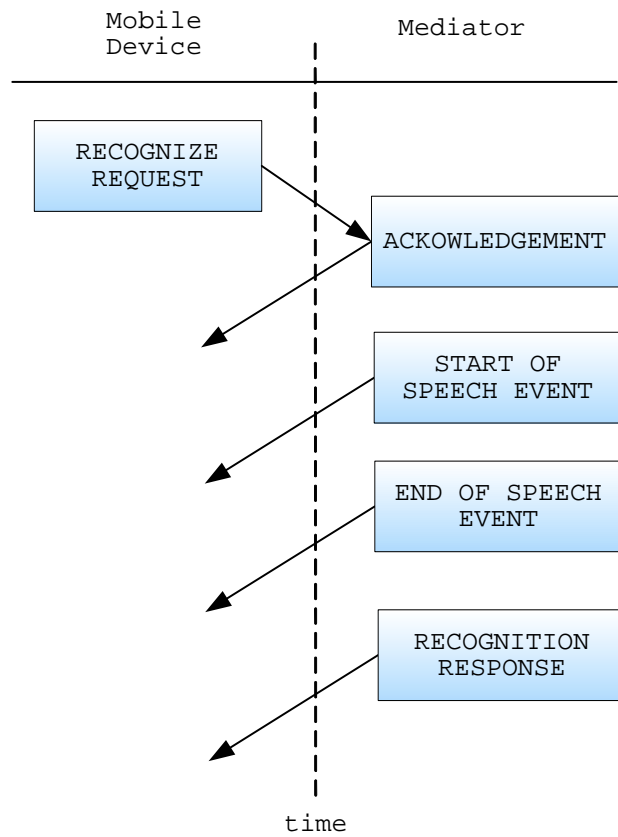 Mobile
Device
Mediator
RECOGNIZE
REQUEST
ACKOWLEDGEMENT
START OF
SPEECH EVENT
END OF SPEECH
EVENT
RECOGNITION
RESPONSE
time